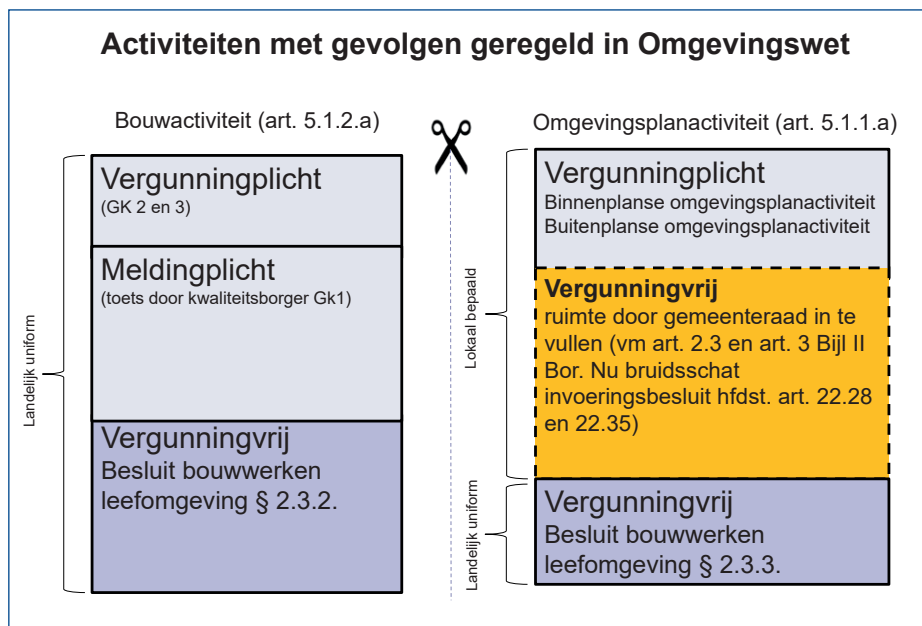 Activiteiten met gevolgen geregeld in Omgevingswet
Bouwactiviteit (art. 5.1.2.a)
Landelijk uniform
Vergunningplicht
(GK 2 en 3)
Meldingplicht
(toets door kwaliteitsborger Gk1)
Vergunningvrij
Besluit bouwwerken
leefomgeving § 2.3.2.
Omgevingsplanactiviteit (art. 5.1.1.a)
Lokaal bepaald
Vergunningplicht
Binnenplanse omgevingsplanactiviteit
Buitenplanse omgevingsplanactiviteit
Vergunningvrij
ruimte door gemeenteraad in te
vullen (vm art. 2.3 en art. 3 Bijl II
Bor. Nu bruidsschat
invoeringsbesluit hfdst. art. 22.28
en 22.35)
Landelijk uniform
Vergunningvrij
Besluit bouwwerken
leefomgeving § 2.3.3.